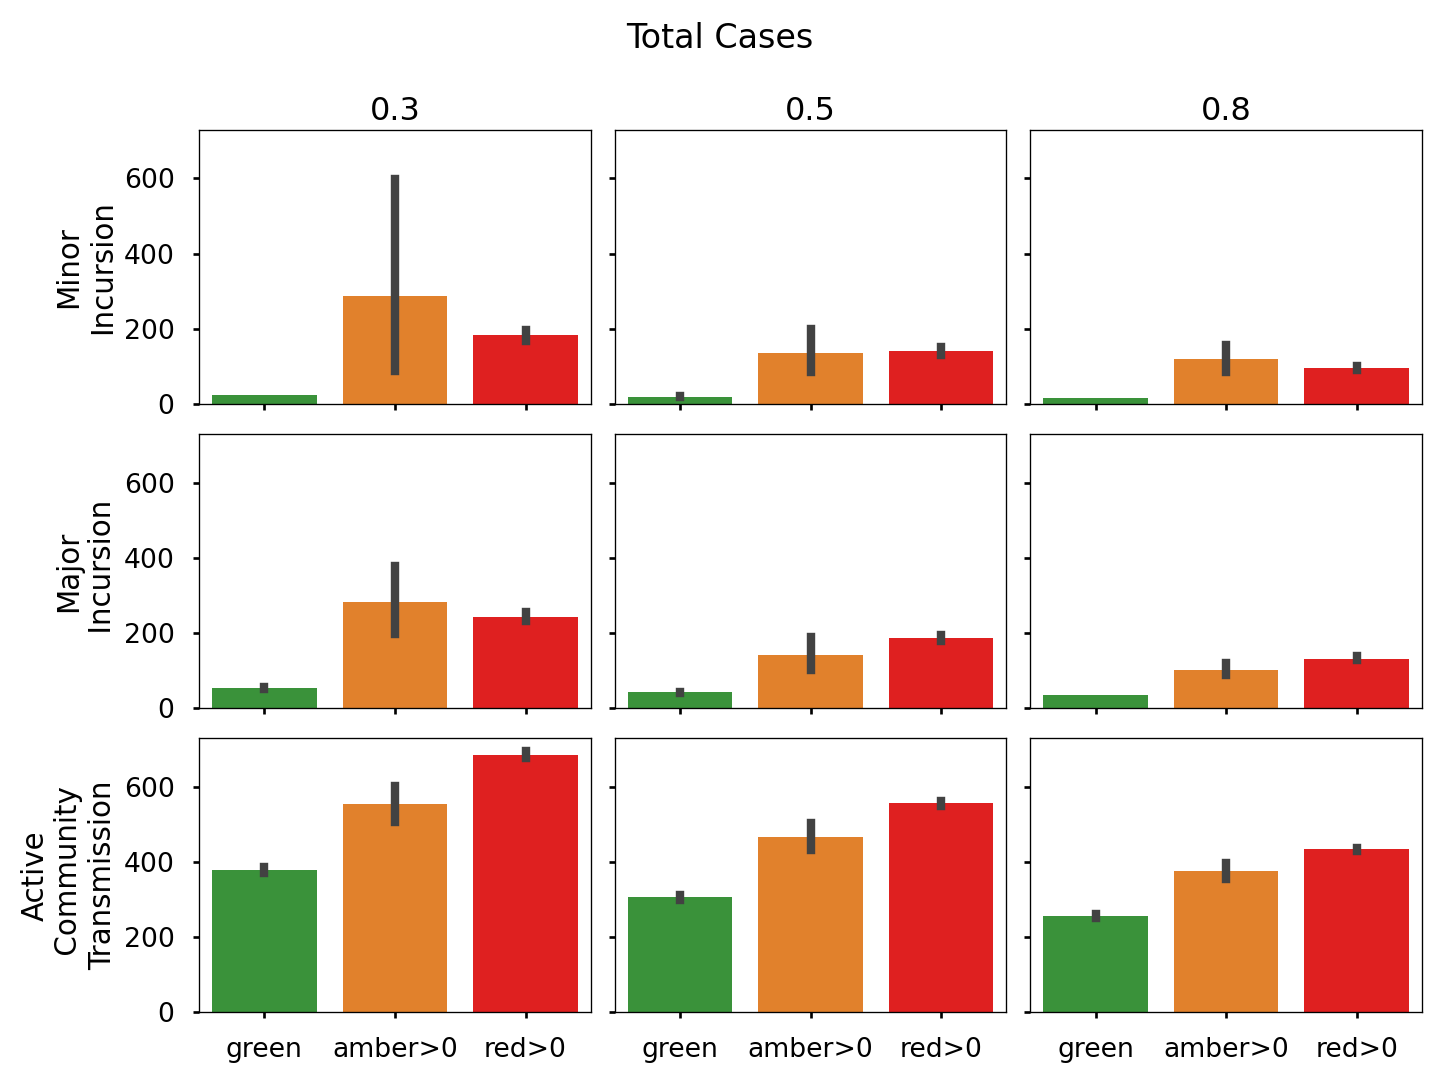 Total Cases
0.3
0.5
0.8
Minor
Incursion
600
400
200
0
Major
Incursion
600
400
200
0
Active
Community
Transmission
600
400
200
0
green
amber>0
red>0
green
amber>0
red>0
green
amber>0
red>0